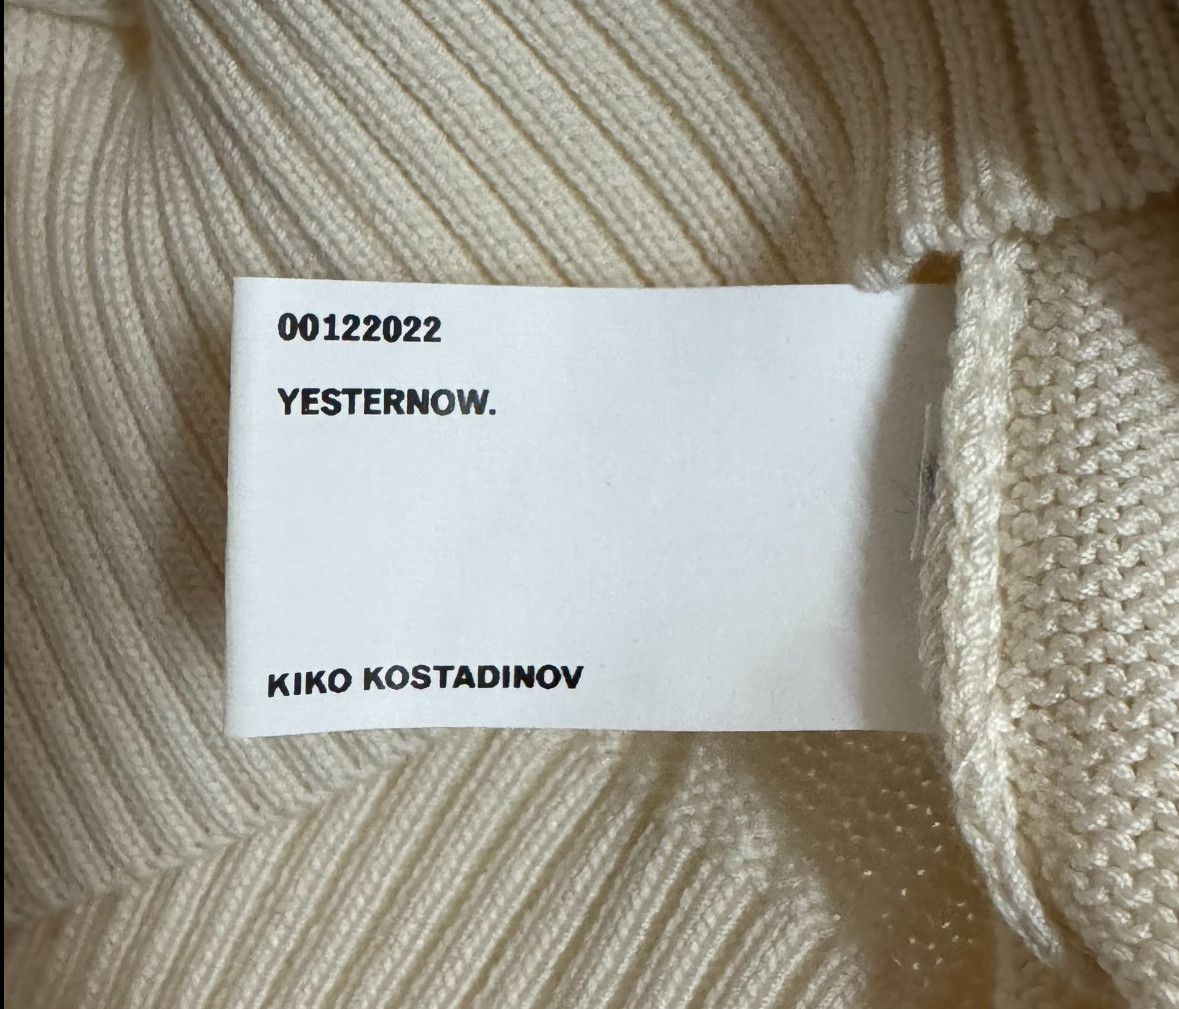 00122022
YESTERNOW.
KIKO KOSTADINOV